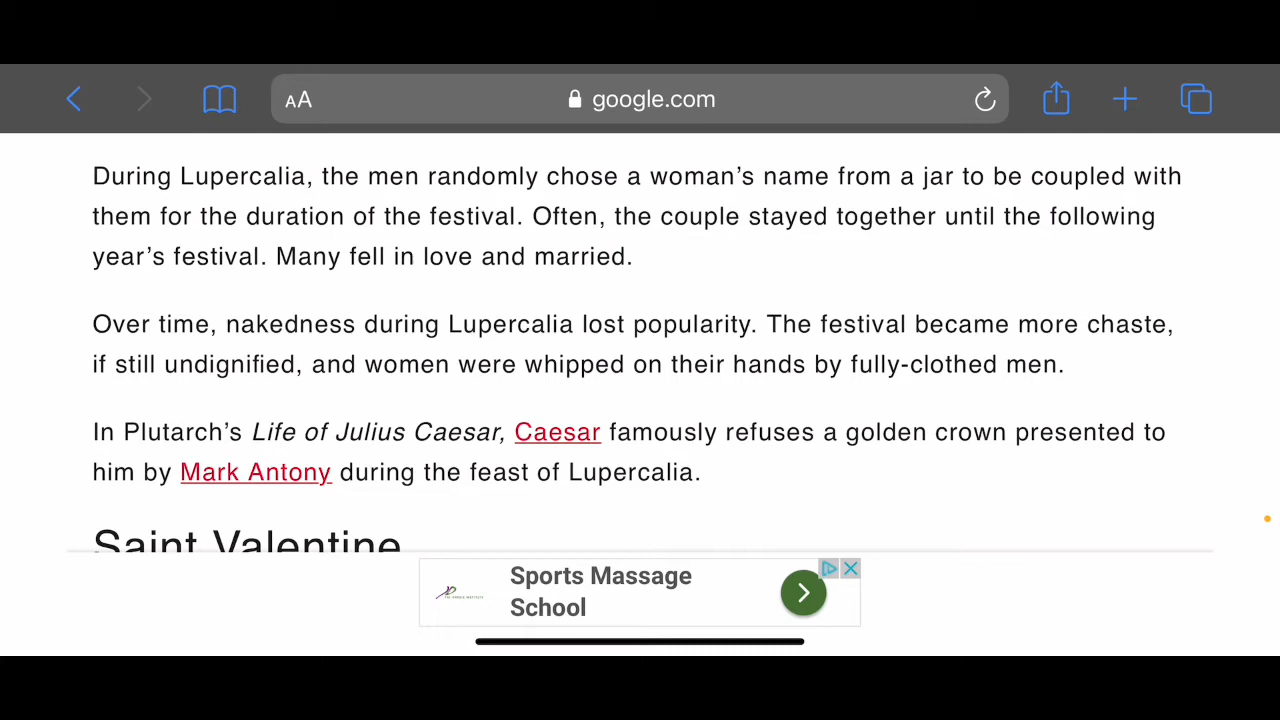 AA google.com
During Lupercalia, the men randomly chose a woman’s name from a jar to be coupled with
them for the duration of the festival. Often, the couple stayed together until the following
year’s festival. Many fell in love and married.
Over time, nakedness during Lupercalia lost popularity. The festival became more chaste,
if still undignified, and women were whipped on their hands by fully-clothed men.
In Plutarch’s Life of Julius Caesar, Caesar famously refuses a golden crown presented to
him by Mark Antony during the feast of Lupercalia.
Saint Valentine
Sports Massage
School